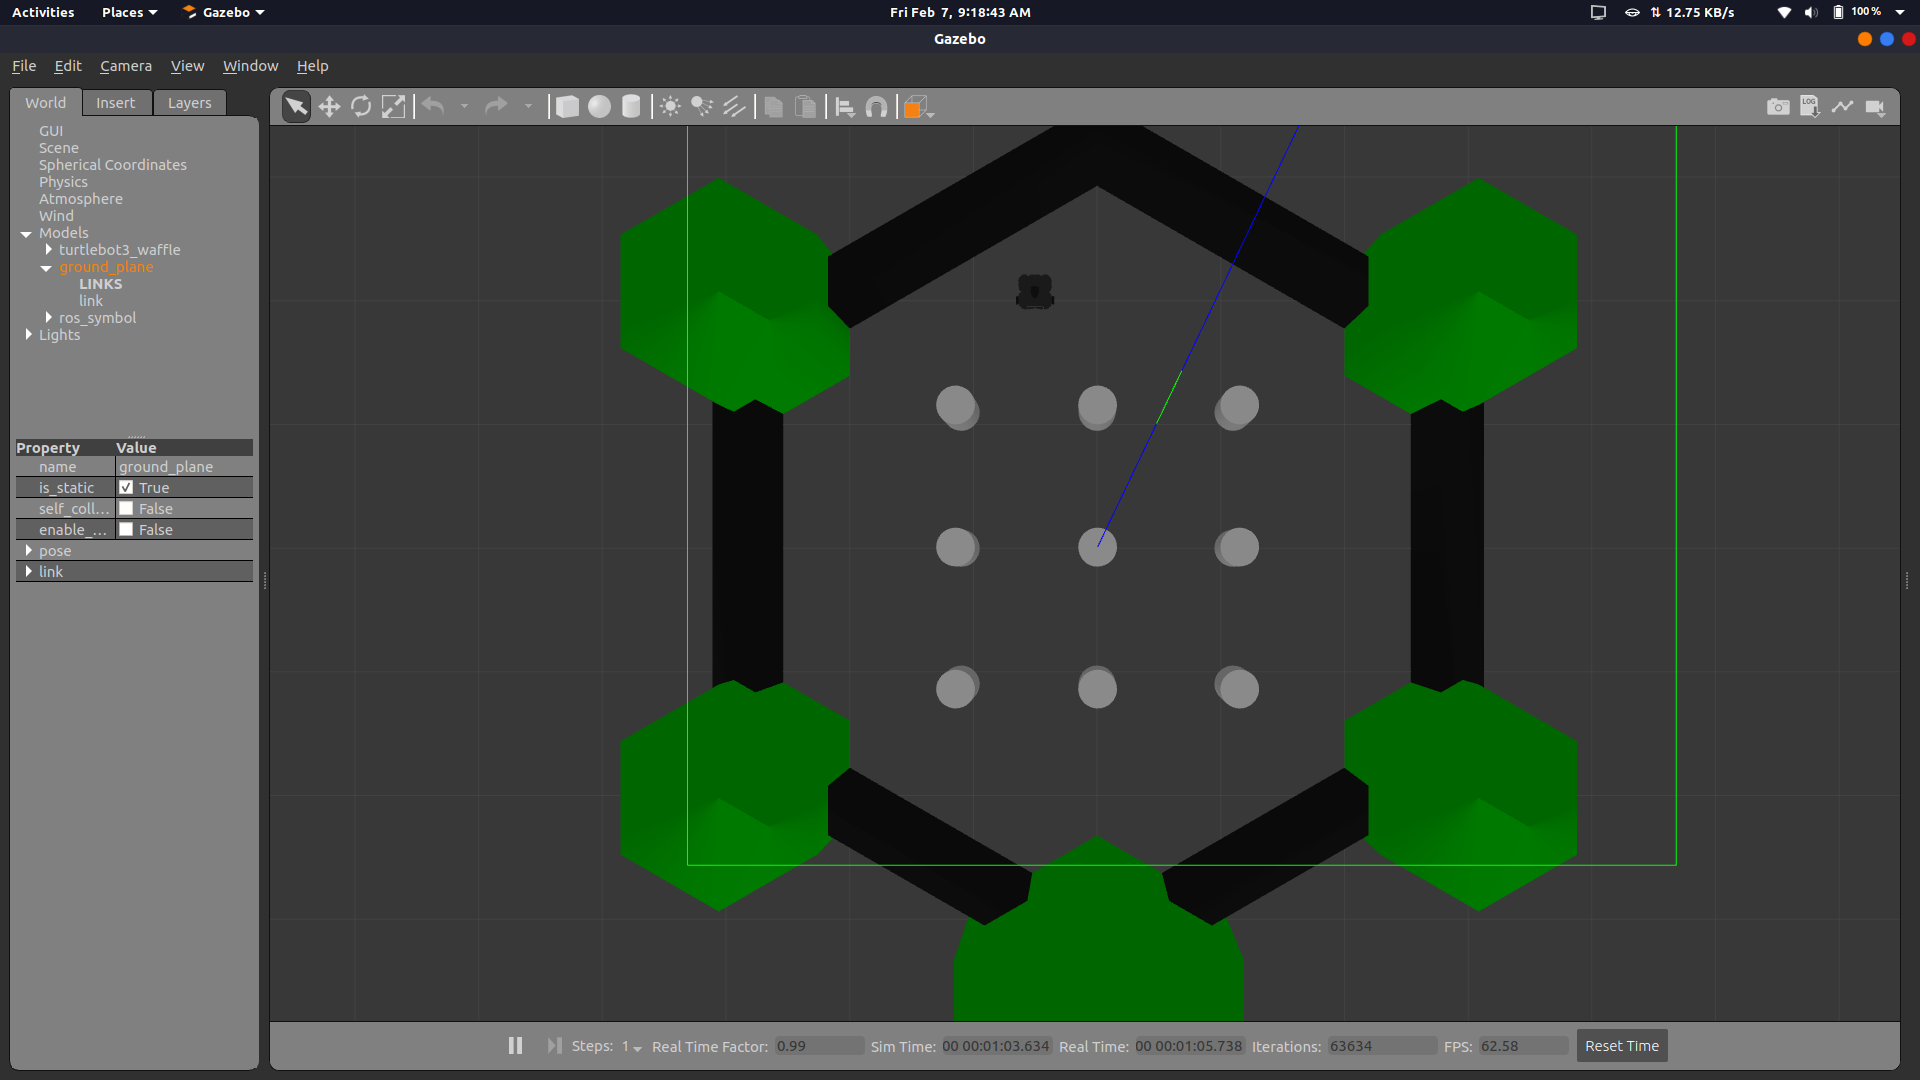 Activities Places Gazebo Fri Feb 7, 9:18:43 AM 12.75 KB/s 100 %
Gazebo
File Edit Camera View Window Help
World Insert Layers
LOG
GUI
Scene
Spherical Coordinates
Physics
Atmosphere
Wind
Models
turtlebot3_waffle
ground_plane
LINKS
link
ros_symbol
Lights
Property Value
name ground_plane
is_static True
self_coll... False
enable_... False
pose
link
Steps: 1 Real Time Factor: 0.99 Sim Time: 00 00:01:03.634 Real Time: 00 00:01:05.738 Iterations: 63634 FPS: 62.58 Reset Time